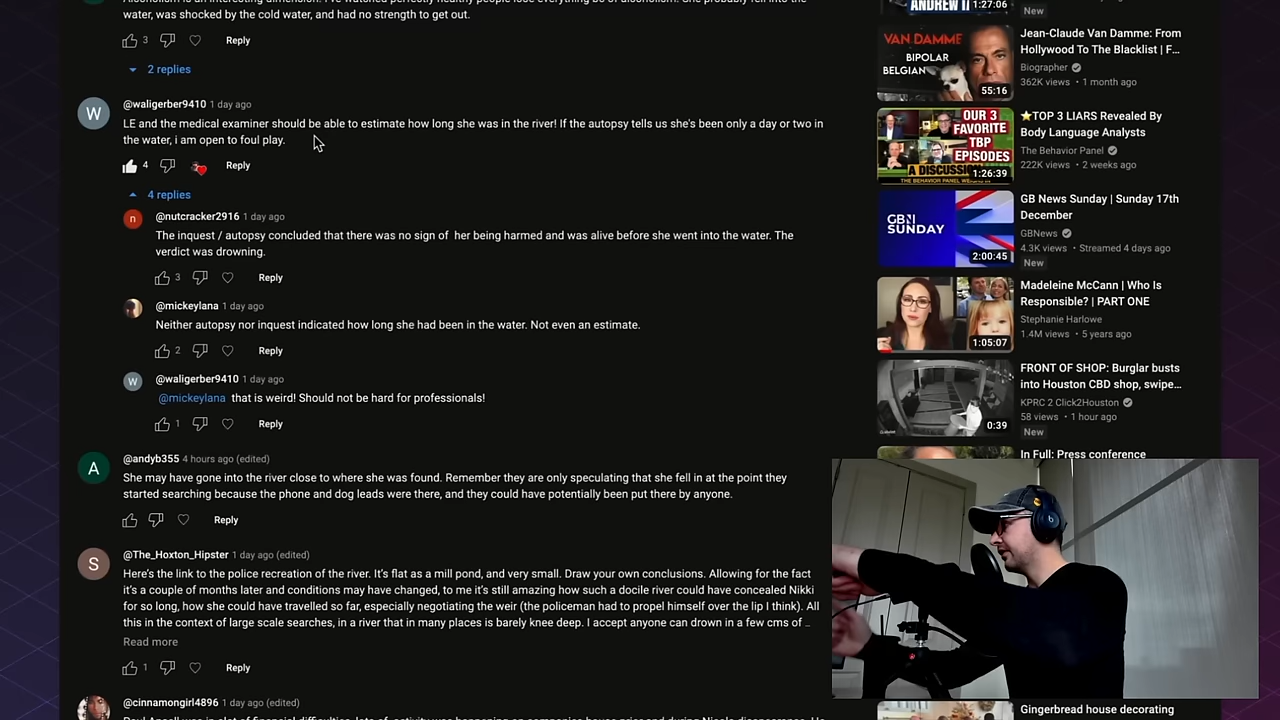 water, was shocked by the cold water, and had no strength to get out.
3
Reply
2 replies
W
@waligerber9410 1 day ago
LE and the medical examiner should be able to estimate how long she was in the river! If the autopsy tells us she's been only a day or two in
the water, i am open to foul play.
4
Reply
4 replies
n
@nutcracker2916 1 day ago
The inquest / autopsy concluded that there was no sign of her being harmed and was alive before she went into the water. The
verdict was drowning.
3
Reply
@mickeylana 1 day ago
Neither autopsy nor inquest indicated how long she had been in the water. Not even an estimate.
2
Reply
W
@waligerber9410 1 day ago
@mickeylana that is weird! Should not be hard for professionals!
1
Reply
A
@andyb355 4 hours ago (edited)
She may have gone into the river close to where she was found. Remember they are only speculating that she fell in at the point they
started searching because the phone and dog leads were there, and they could have potentially been put there by anyone.
Reply
S
@The_Hoxton_Hipster 1 day ago (edited)
Here's the link to the police recreation of the river. It's flat as a mill pond, and very small. Draw your own conclusions. Allowing for the fact
it's a couple of months later and conditions may have changed, to me it's still amazing how such a docile river could have concealed Nikki
for so long, how she could have travelled so far, especially negotiating the weir (the policeman had to propel himself over the lip I think). All
this in the context of large scale searches, in a river that in many places is barely knee deep. I accept anyone can drown in a few cms of ..
Read more
1
Reply
@cinnamongirl4896 1 day ago (edited)
ANDREW II
1:27:06
New
VAN DAMME
BIPOLAR
BELGIAN
55:16
Jean-Claude Van Damme: From
Hollywood To The Blacklist | F...
Biographer
362K views • 1 month ago
OUR 3
FAVORITE
TBP
EPISODES
A DISCUSSION
1:26:39
⭐TOP 3 LIARS Revealed By
Body Language Analysts
The Behavior Panel
222K views • 2 weeks ago
GBN
SUNDAY
2:00:45
GB News Sunday | Sunday 17th
December
GBNews
4.3K views • Streamed 4 days ago
New
1:05:07
Madeleine McCann | Who Is
Responsible? | PART ONE
Stephanie Harlowe
1.4M views • 5 years ago
0:39
FRONT OF SHOP: Burglar busts
into Houston CBD shop, swipe...
KPRC 2 Click2Houston
58 views • 1 hour ago
New
In Full: Press conference
Gingerbread house decorating